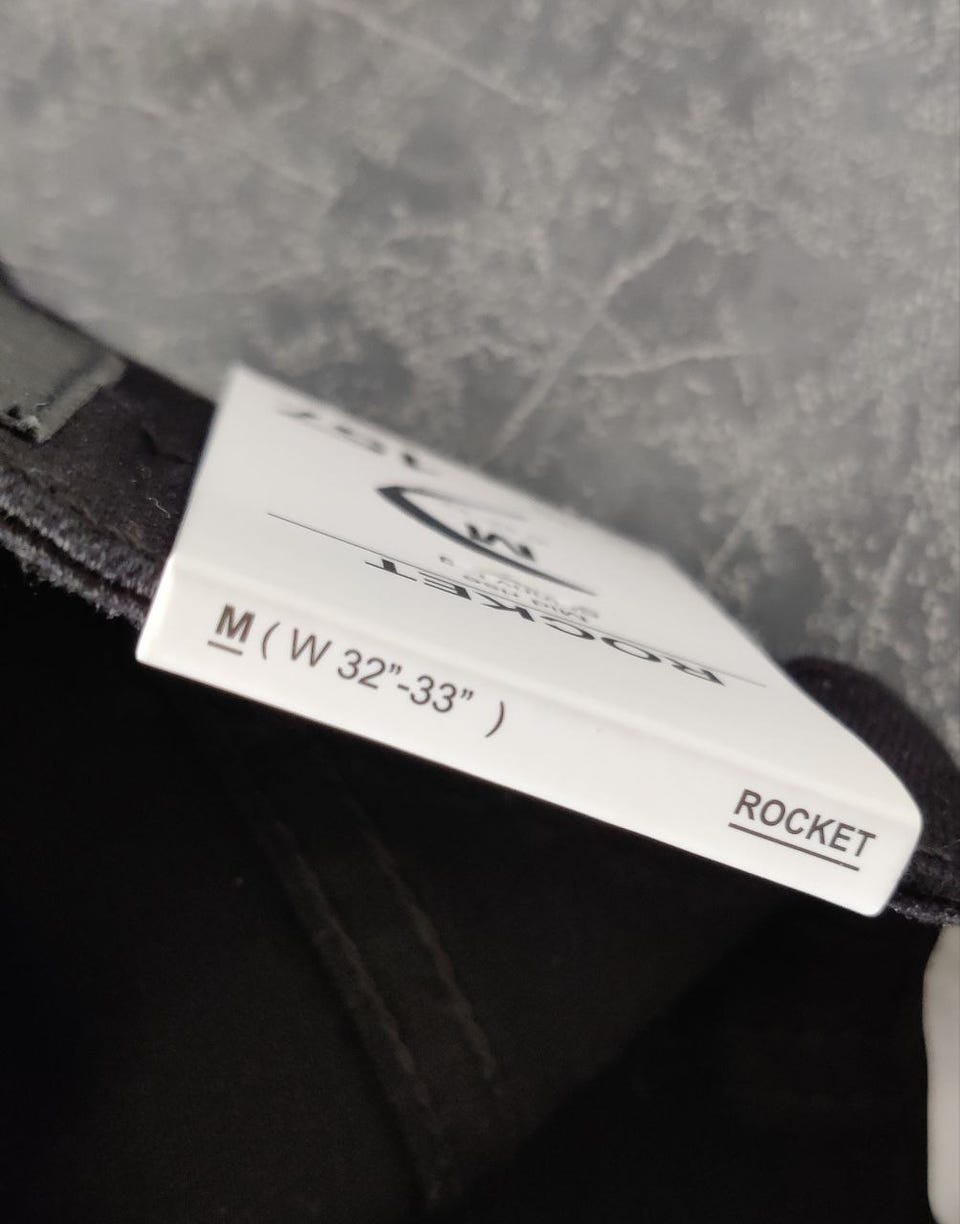 M ( W 32”-33” )
ROCKET
ROCKET
M